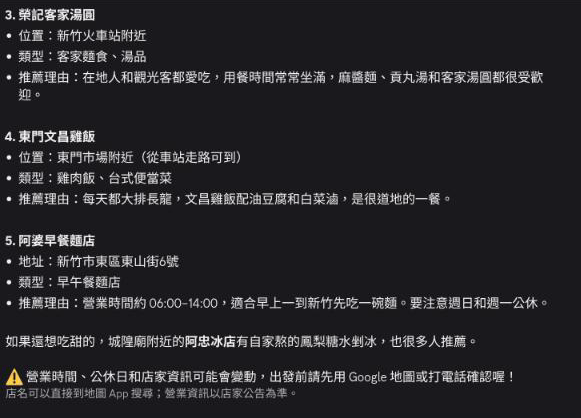 3. 榮記客家湯圓
• 位置：新竹火車站附近
• 類型：客家麵食、湯品
• 推薦理由：在地人和觀光客都愛吃，用餐時間常常坐滿，麻醬麵、貢丸湯和客家湯圓都很受歡
迎。
4. 東門文昌雞飯
• 位置：東門市場附近（從車站走路可到）
• 類型：雞肉飯、台式便當菜
• 推薦理由：每天都大排長龍，文昌雞飯配油豆腐和白菜滷，是很道地的一餐。
5. 阿婆早餐麵店
• 地址：新竹市東區東山街6號
• 類型：早午餐麵店
• 推薦理由：營業時間約 06:00–14:00，適合早上一到新竹先吃一碗麵。要注意週日和週一公休。
如果還想吃甜的，城隍廟附近的阿忠冰店有自家熬的鳳梨糖水剉冰，也很多人推薦。
⚠️ 營業時間、公休日和店家資訊可能會變動，出發前請先用 Google 地圖或打電話確認喔！
店名可以直接到地圖 App 搜尋；營業資訊以店家公告為準。